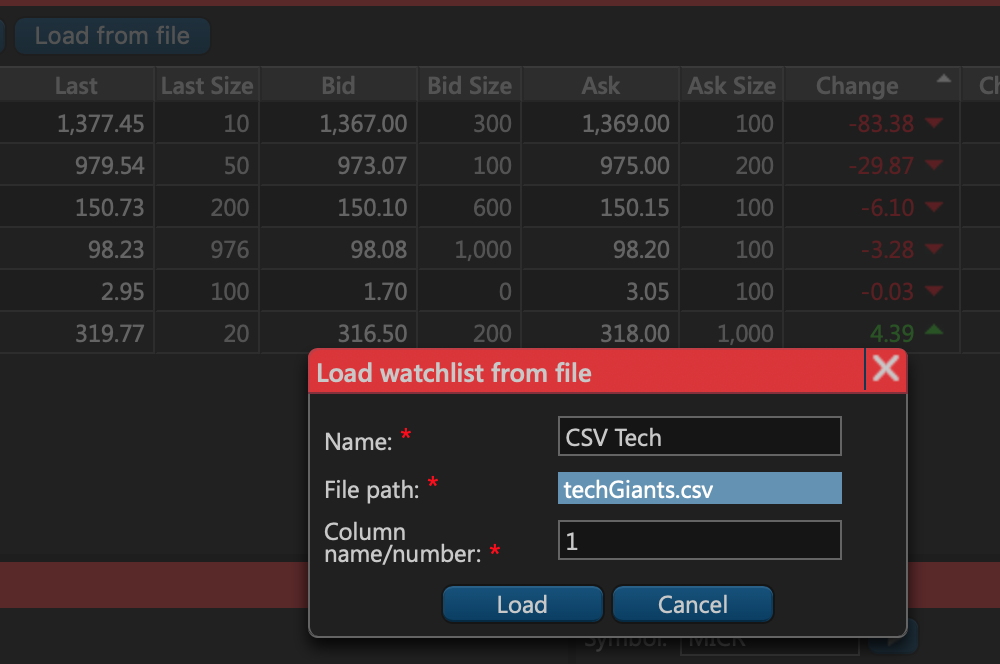 Load from file
Last Last Size Bid Bid Size Ask Ask Size Change Ch
1,377.45 10 1,367.00 300 1,369.00 100 -83.38
979.54 50 973.07 100 975.00 200 -29.87
150.73 200 150.10 600 150.15 100 -6.10
98.23 976 98.08 1,000 98.20 100 -3.28
2.95 100 1.70 0 3.05 100 -0.03
319.77 20 316.50 200 318.00 1,000 4.39
Load watchlist from file
Name: * CSV Tech
File path: * techGiants.csv
Column
name/number: * 1
Load Cancel
Symbol: MICR